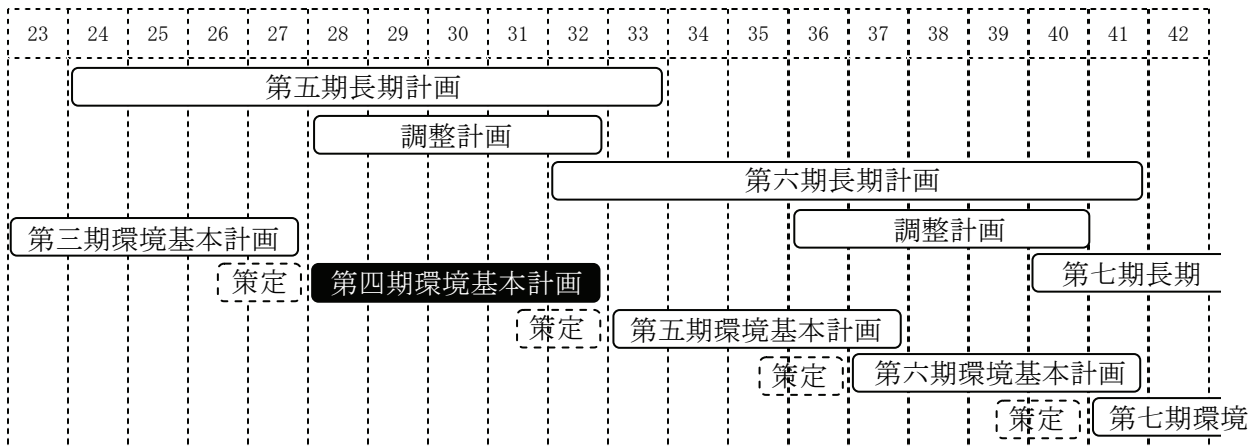 23 24 25 26 27 28 29 30 31 32 33 34 35 36 37 38 39 40 41 42
第五期長期計画
調整計画
第六期長期計画
第三期環境基本計画 調整計画
策定 第四期環境基本計画 第七期長期
策定 第五期環境基本計画
策定 第六期環境基本計画
策定 第七期環境